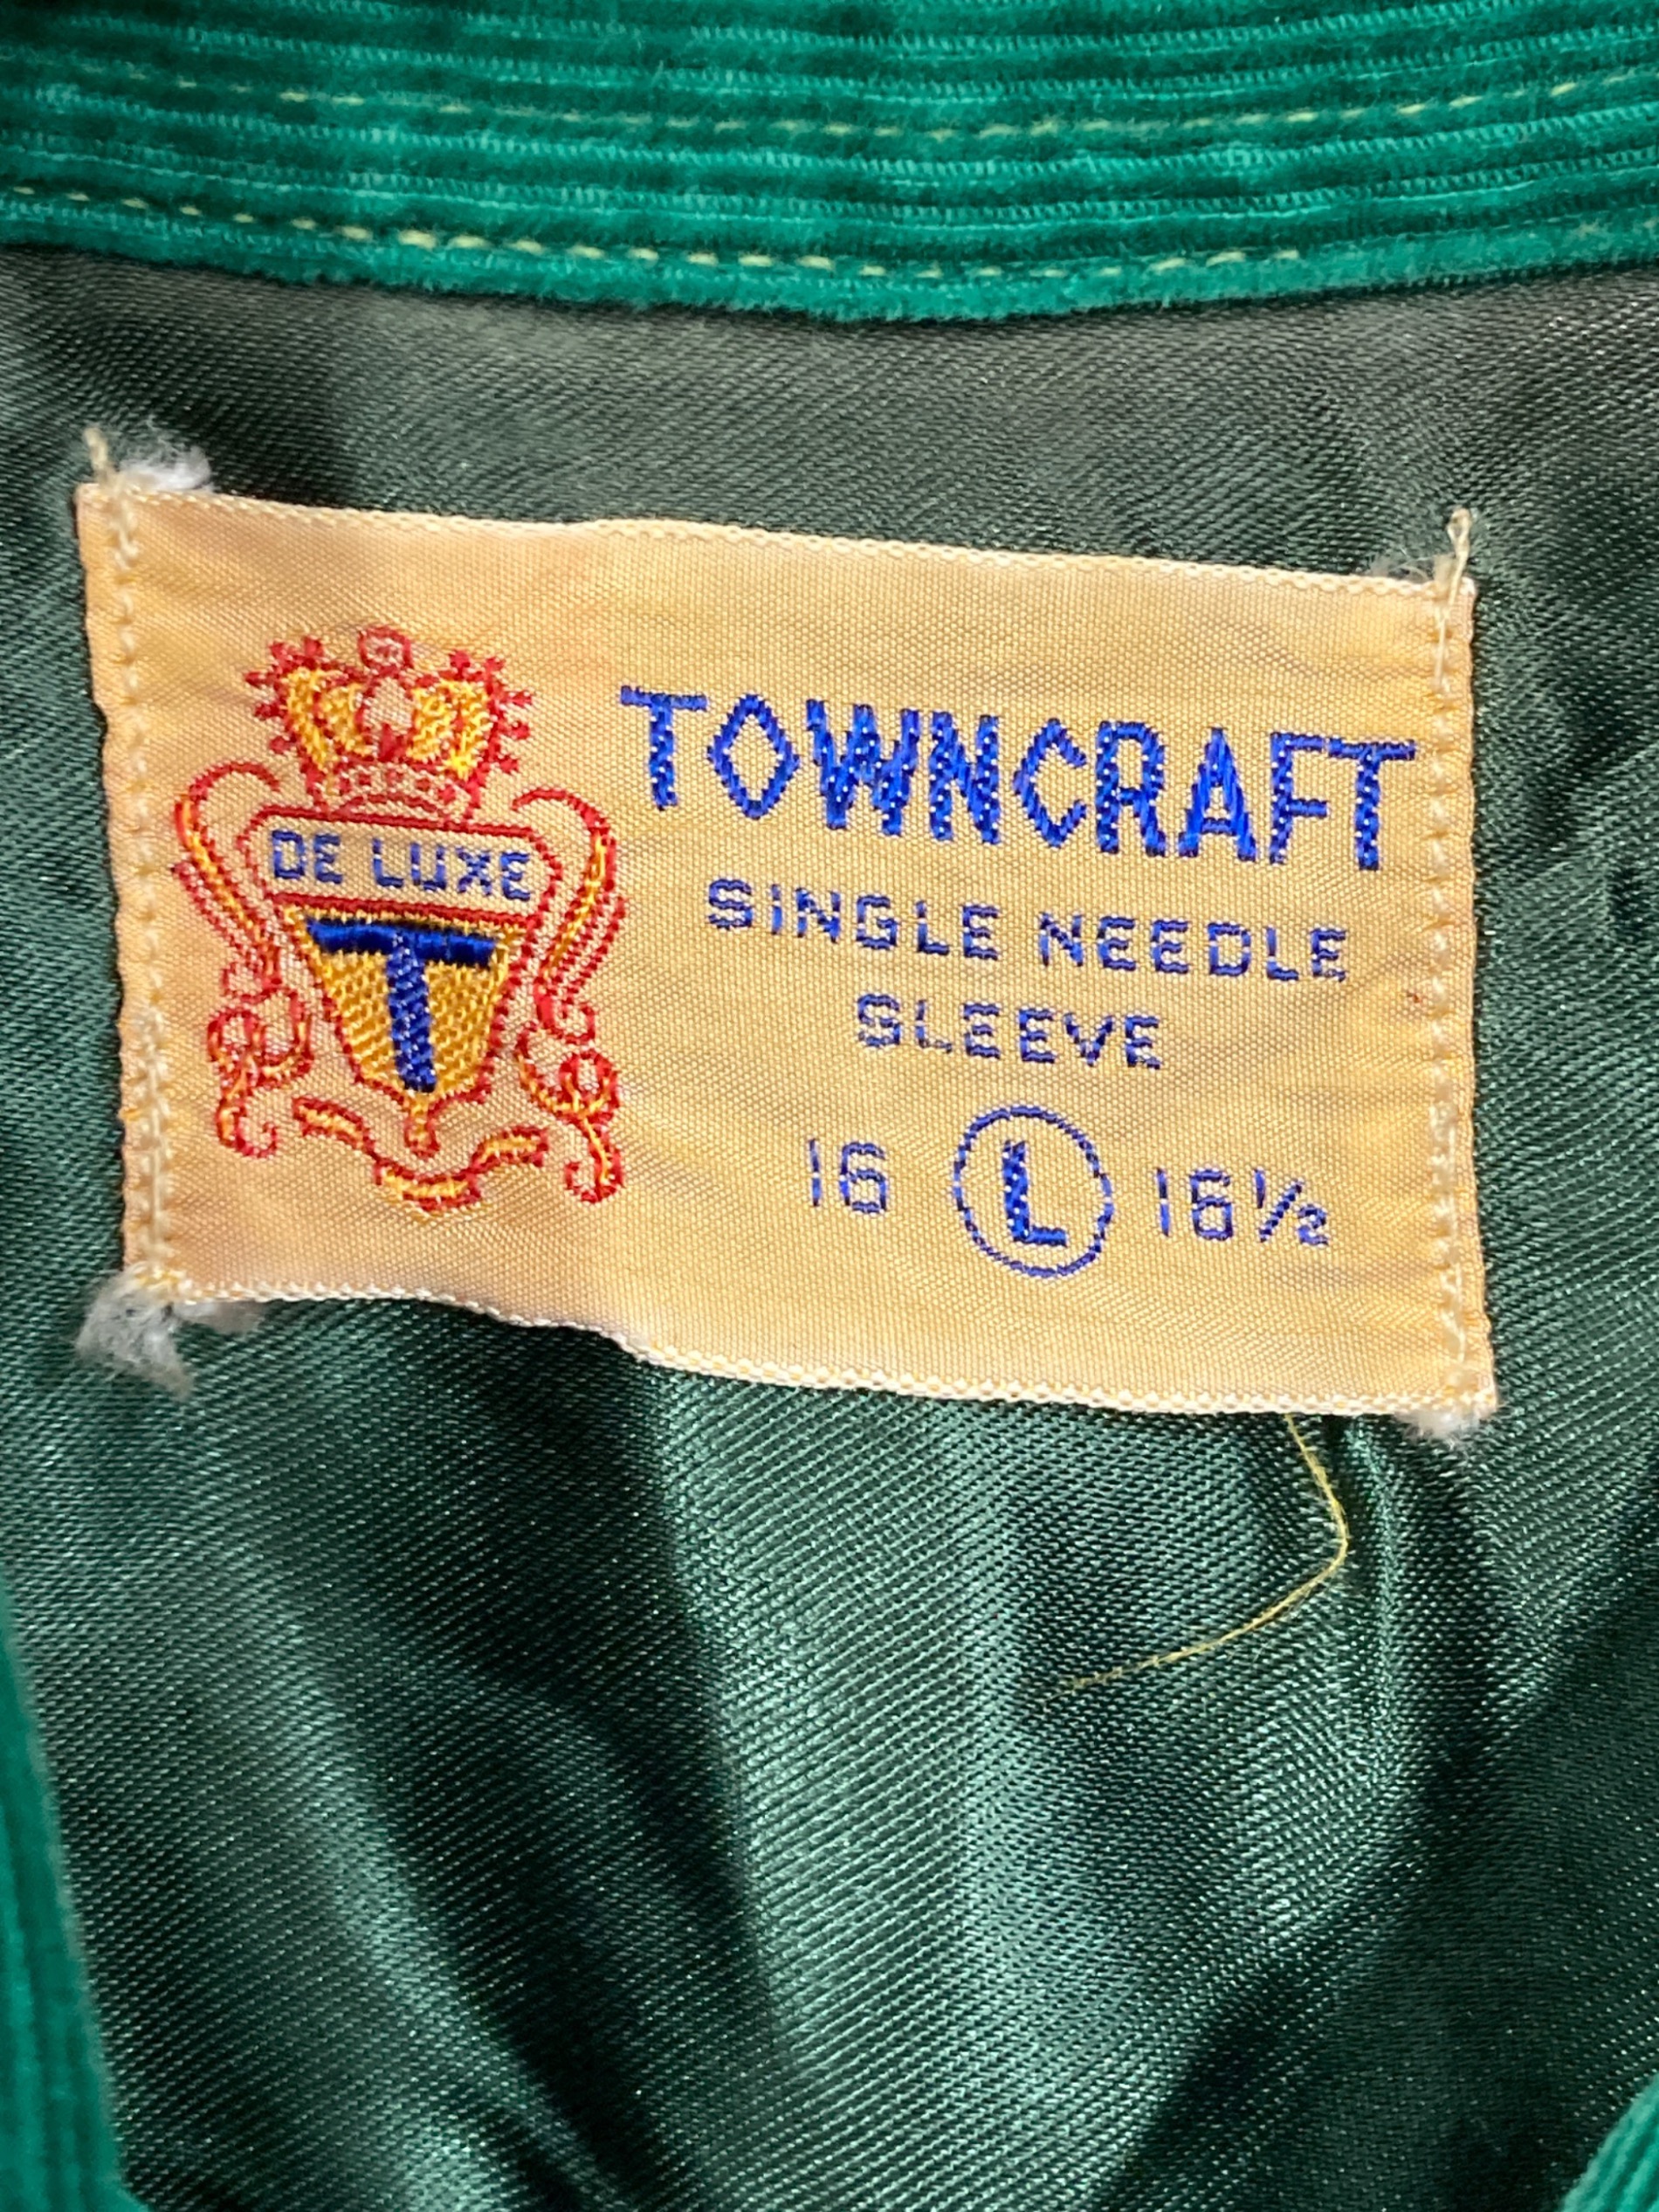 DE LUXE
T
TOWNCRAFT
SINGLE NEEDLE
SLEEVE
16 L 16½